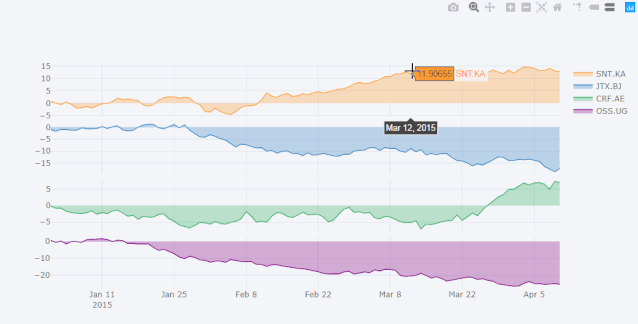 15
10
5
0
−5
11.90655 SNT.KA
Mar 12, 2015
SNT.KA
JTX.BJ
CRF.AE
OSS.UG
0
−5
−10
−15
5
0
−5
0
−10
−20
Jan 11
2015
Jan 25
Feb 8
Feb 22
Mar 8
Mar 22
Apr 5